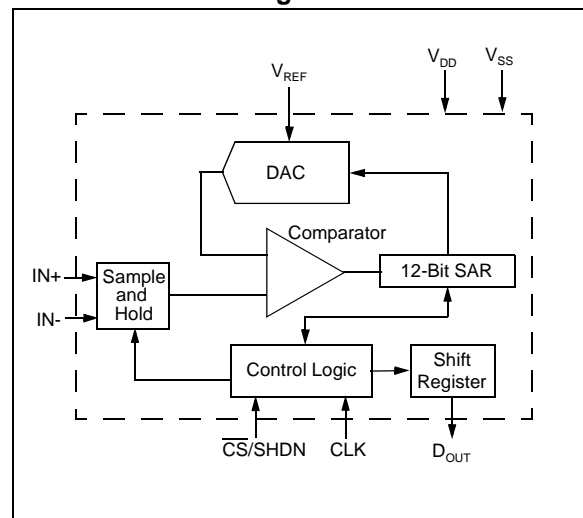 V_REF
V_DD
V_SS
DAC
Comparator
12-Bit SAR
IN+
IN-
Sample
and
Hold
Control Logic
Shift
Register
C̅S̅/SHDN
CLK
D_OUT